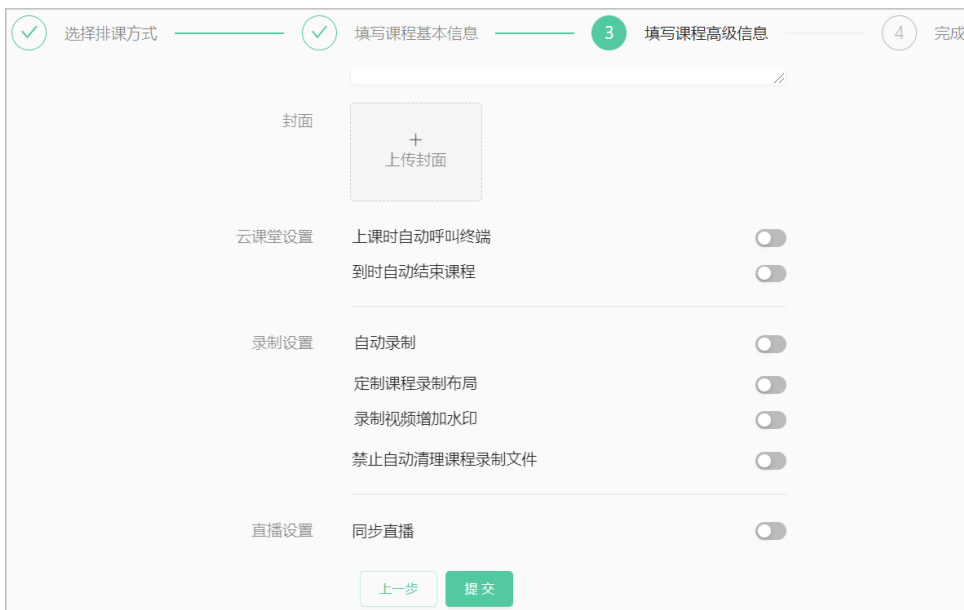 选择排课方式 填写课程基本信息 3 填写课程高级信息 4 完成
封面
+
上传封面
云课堂设置 上课时自动呼叫终端
到时自动结束课程
录制设置 自动录制
定制课程录制布局
录制视频增加水印
禁止自动清理课程录制文件
直播设置 同步直播
上一步 提交